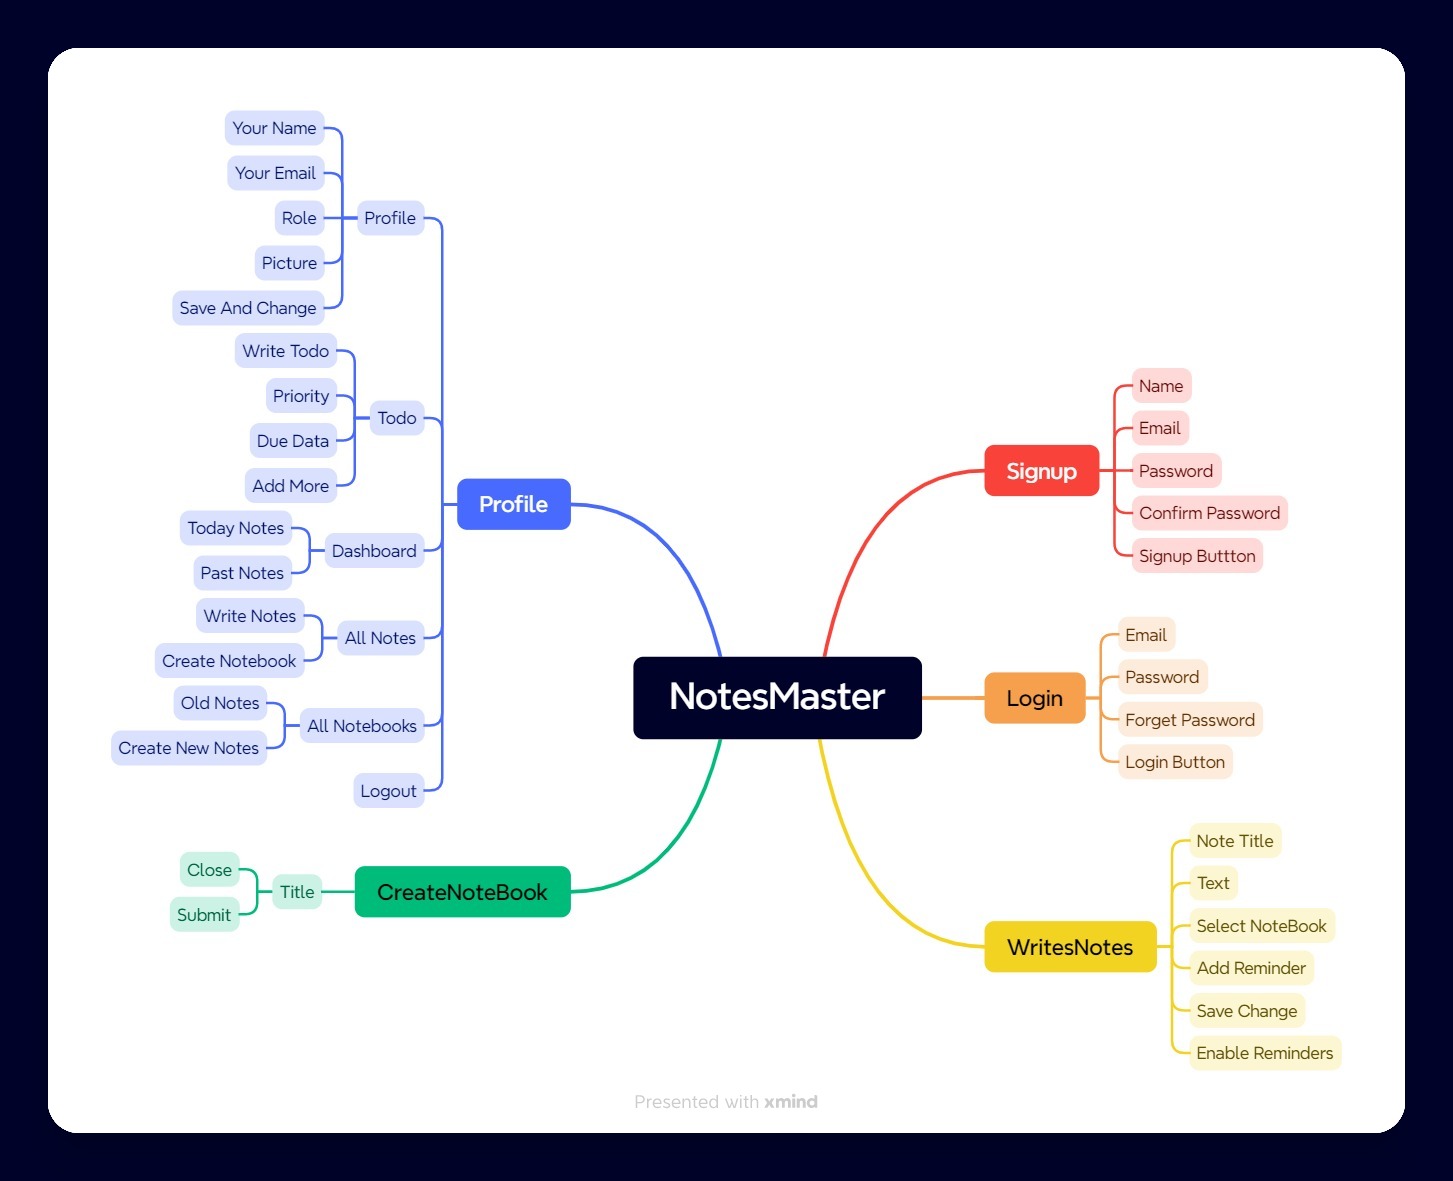 NotesMaster
Signup
Name
Email
Password
Confirm Password
Signup Buttton
Login
Email
Password
Forget Password
Login Button
WritesNotes
Note Title
Text
Select NoteBook
Add Reminder
Save Change
Enable Reminders
Profile
Profile
Your Name
Your Email
Role
Picture
Save And Change
Todo
Write Todo
Priority
Due Data
Add More
Dashboard
Today Notes
Past Notes
All Notes
Write Notes
Create Notebook
All Notebooks
Old Notes
Create New Notes
Logout
CreateNoteBook
Title
Close
Submit
Presented with xmind